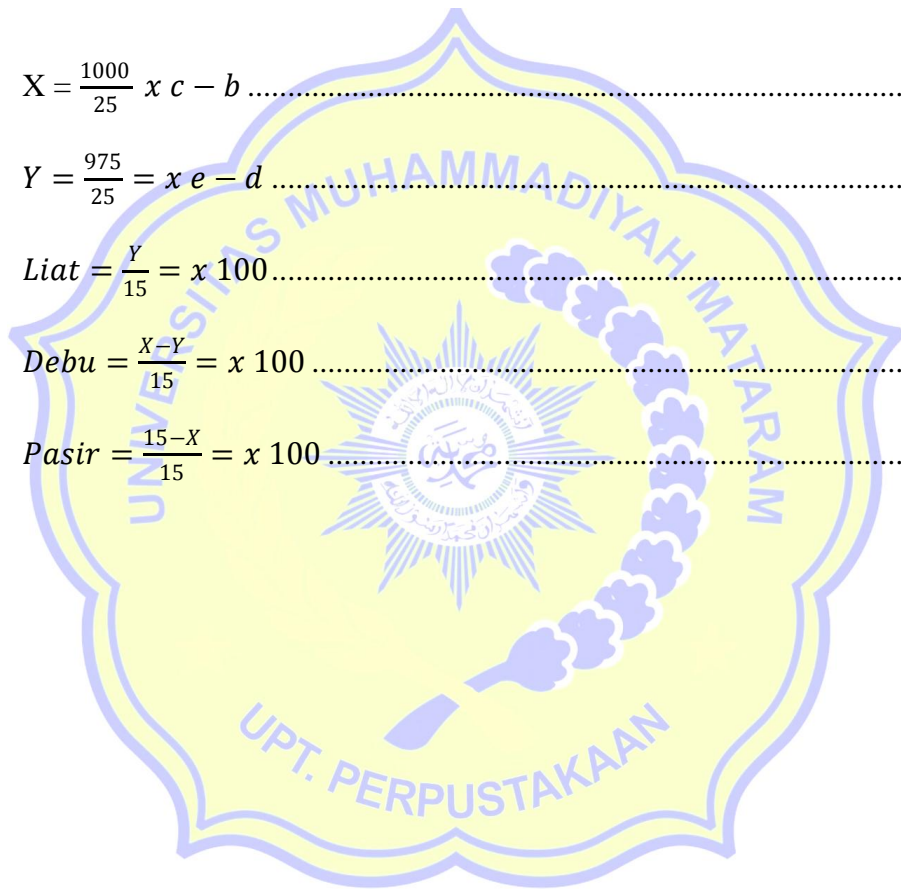 X = 1000/25 x c − b ........................................................................
Y = 975/25 = x e − d ........................................................................
Liat = Y/15 = x 100........................................................................
Debu = X−Y/15 = x 100 ........................................................................
Pasir = 15−X/15 = x 100 ........................................................................
UNIVERSITAS MUHAMMADIYAH MATARAM
UPT. PERPUSTAKAAN